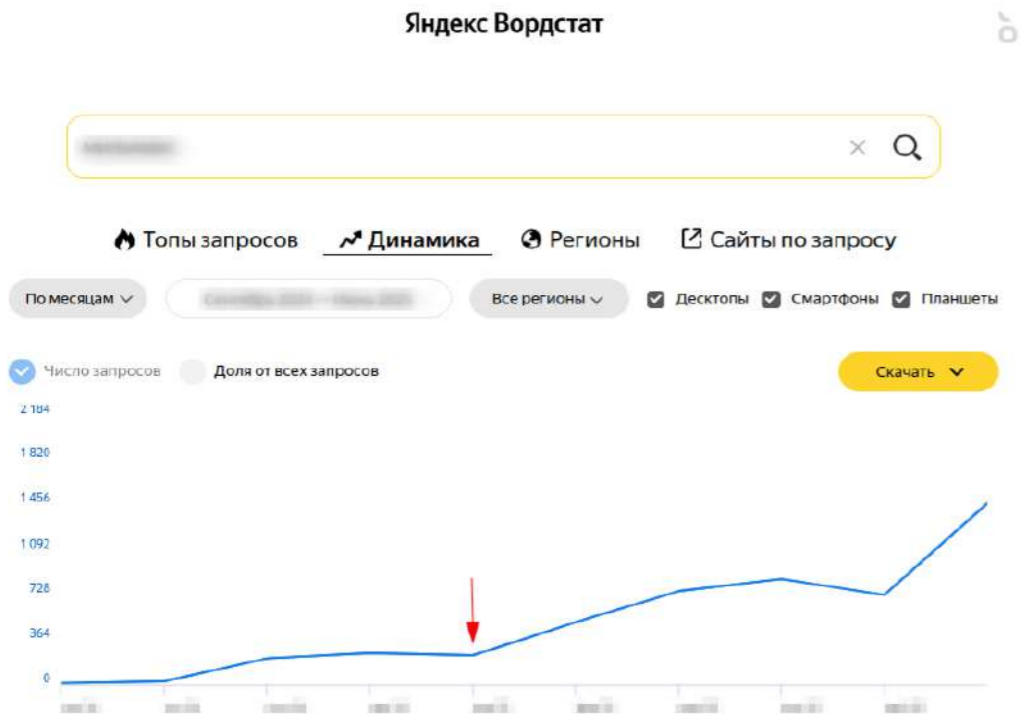 Яндекс Вордстат
Топы запросов Динамика Регионы Сайты по запросу
По месяцам Все регионы Десктопы Смартфоны Планшеты
Число запросов Доля от всех запросов Скачать
2 184
1 820
1 456
1 092
728
364
0